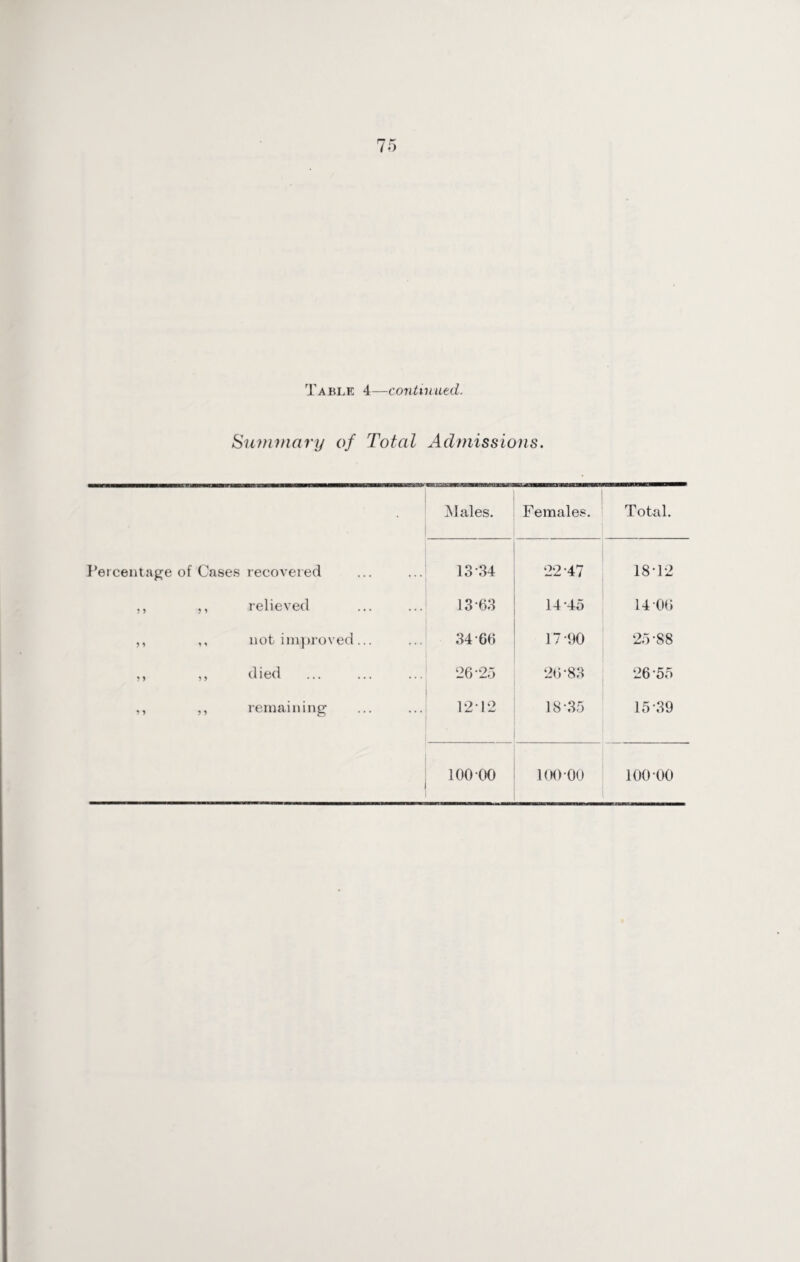 75
TABLE 4—continued.
Summary of Total Admissions.
Males. Females. Total.
Percentage of Cases recovered ... ... 13·34 22·47 18·12
,, ,, relieved ... ... 13·63 14·45 14·06
,, ,, not improved... ... 34·66 17·90 25·88
,, ,, died ... ... ... 26·25 26·83 26·55
,, ,, remaining ... ... 12·12 18·35 15·39
100·00 100·00 100·00